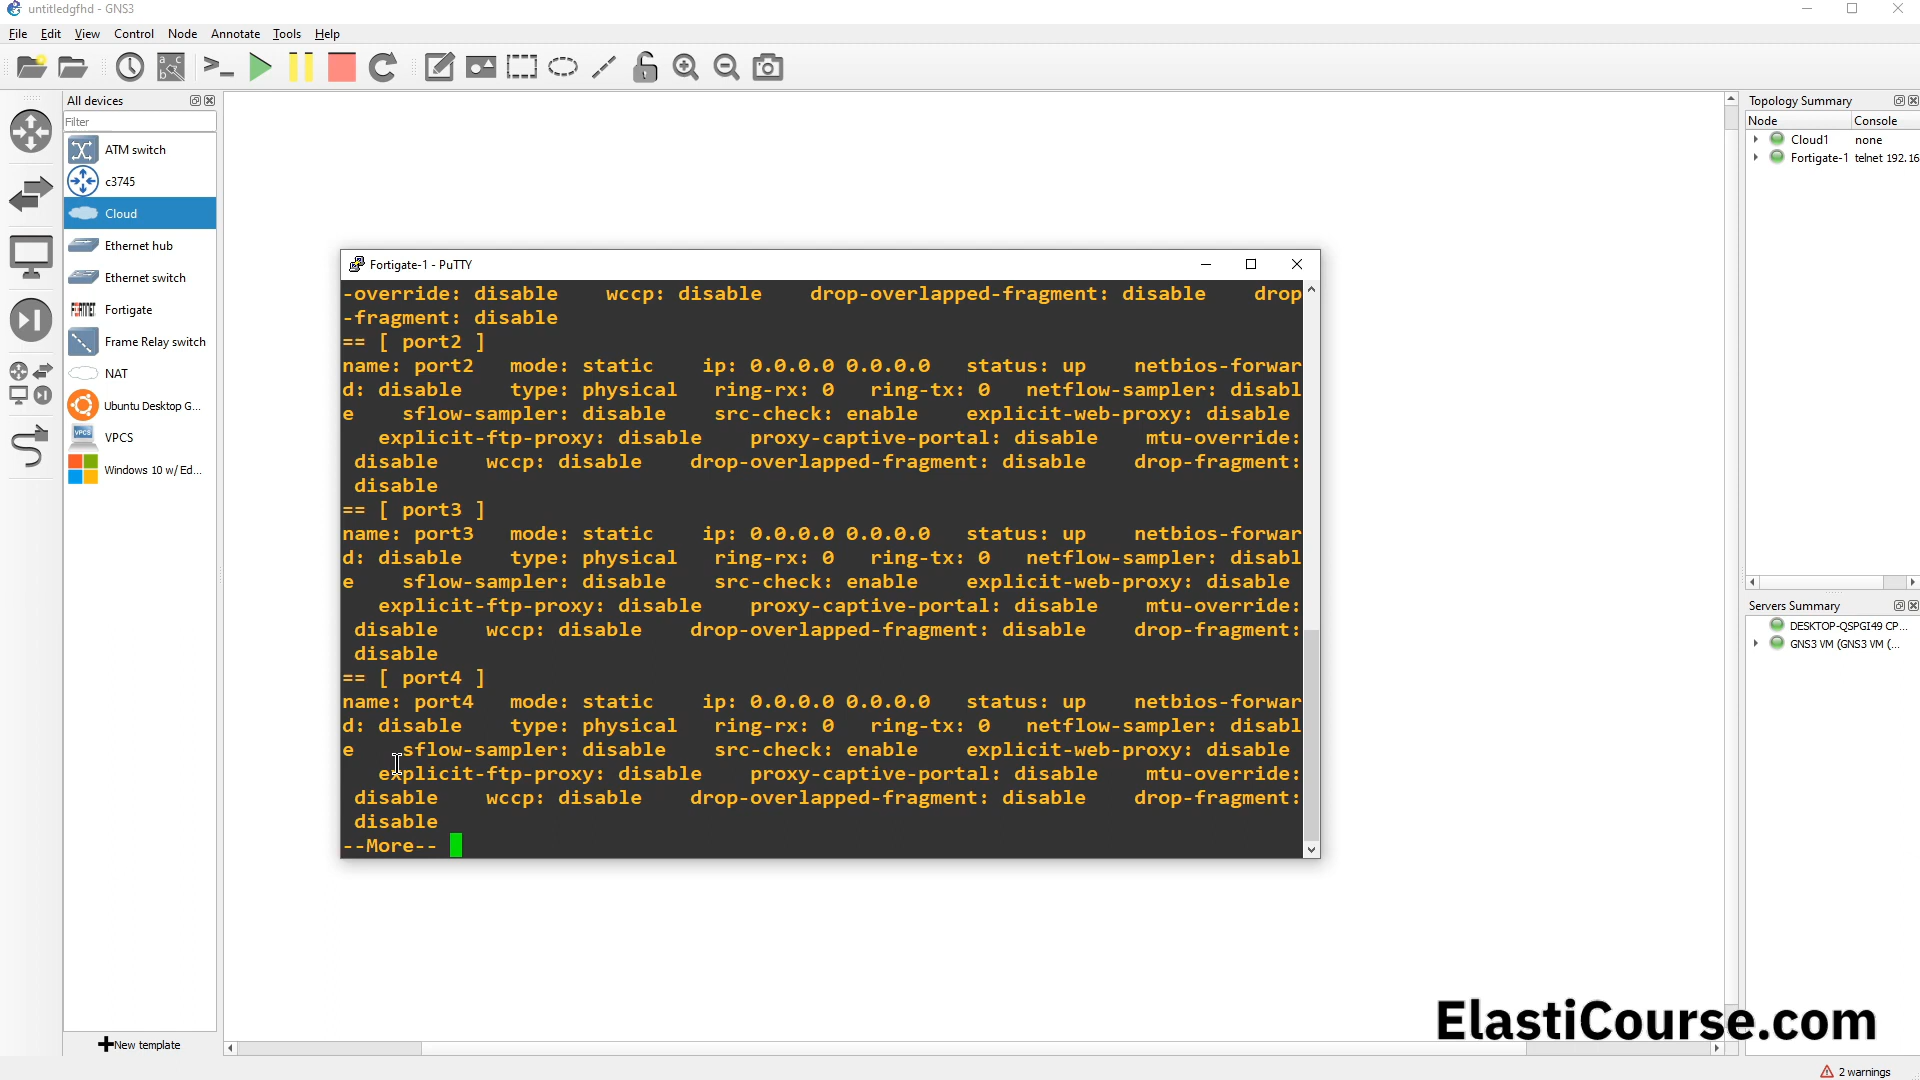 untitledgfhd - GNS3
File Edit View Control Node Annotate Tools Help
All devices
Filter
ATM switch
c3745
Cloud
Ethernet hub
Ethernet switch
Fortigate
Frame Relay switch
NAT
Ubuntu Desktop G...
VPCS
Windows 10 w/ Ed...
New template
Fortigate-1 - PuTTY
-override: disable    wccp: disable    drop-overlapped-fragment: disable    drop
-fragment: disable
== [ port2 ]
name: port2   mode: static    ip: 0.0.0.0 0.0.0.0   status: up    netbios-forwar
d: disable    type: physical   ring-rx: 0   ring-tx: 0   netflow-sampler: disabl
e    sflow-sampler: disable    src-check: enable    explicit-web-proxy: disable
   explicit-ftp-proxy: disable    proxy-captive-portal: disable    mtu-override:
 disable    wccp: disable    drop-overlapped-fragment: disable    drop-fragment:
 disable
== [ port3 ]
name: port3   mode: static    ip: 0.0.0.0 0.0.0.0   status: up    netbios-forwar
d: disable    type: physical   ring-rx: 0   ring-tx: 0   netflow-sampler: disabl
e    sflow-sampler: disable    src-check: enable    explicit-web-proxy: disable
   explicit-ftp-proxy: disable    proxy-captive-portal: disable    mtu-override:
 disable    wccp: disable    drop-overlapped-fragment: disable    drop-fragment:
 disable
== [ port4 ]
name: port4   mode: static    ip: 0.0.0.0 0.0.0.0   status: up    netbios-forwar
d: disable    type: physical   ring-rx: 0   ring-tx: 0   netflow-sampler: disabl
e    sflow-sampler: disable    src-check: enable    explicit-web-proxy: disable
   explicit-ftp-proxy: disable    proxy-captive-portal: disable    mtu-override:
 disable    wccp: disable    drop-overlapped-fragment: disable    drop-fragment:
 disable
--More--
Topology Summary
Node Console
Cloud1 none
Fortigate-1 telnet 192.16
Servers Summary
DESKTOP-QSPGI49 CP...
GNS3 VM (GNS3 VM (...
ElastiCourse.com
2 warnings